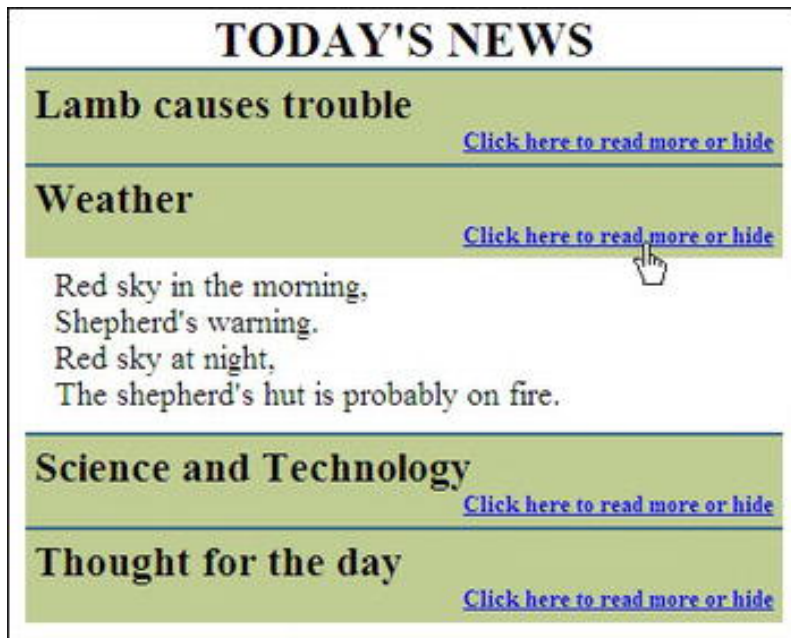 TODAY'S NEWS
Lamb causes trouble
Click here to read more or hide
Weather
Click here to read more or hide
Red sky in the morning,
Shepherd's warning.
Red sky at night,
The shepherd's hut is probably on fire.
Science and Technology
Click here to read more or hide
Thought for the day
Click here to read more or hide